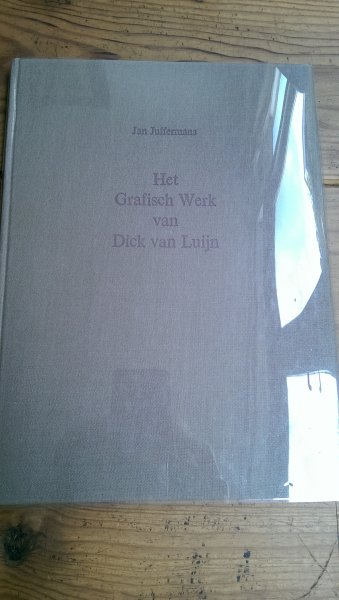 Jan Juffermans
Het
Grafisch Werk
van
Dick van Luijn